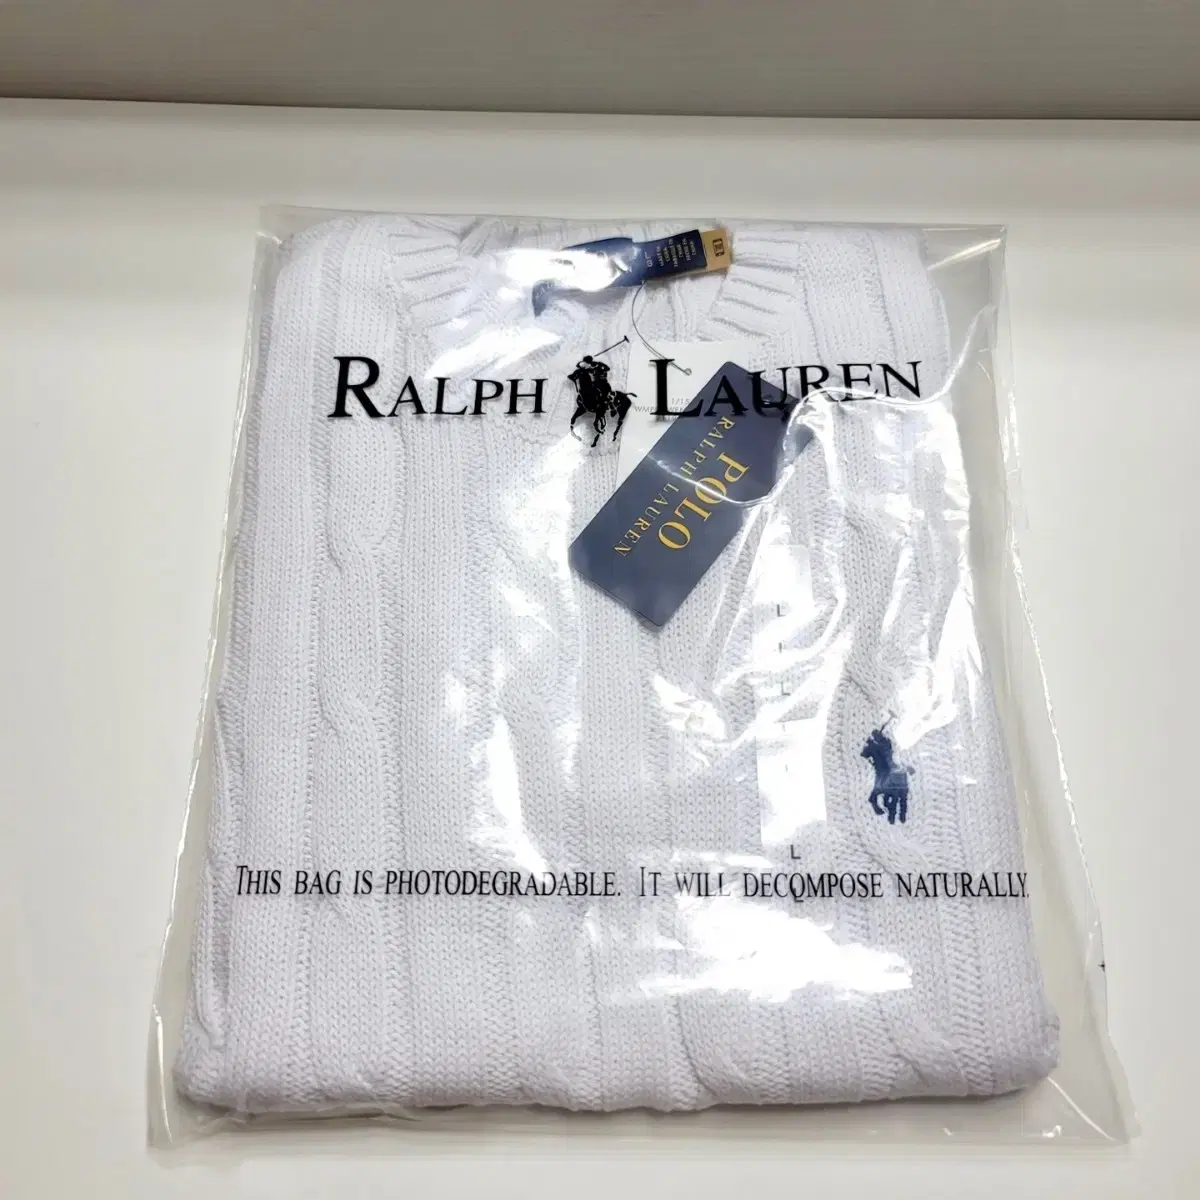 RALPH LAUREN
POLO
RALPH LAUREN
L
L
L
THIS BAG IS PHOTODEGRADABLE. IT WILL DECOMPOSE NATURALLY.